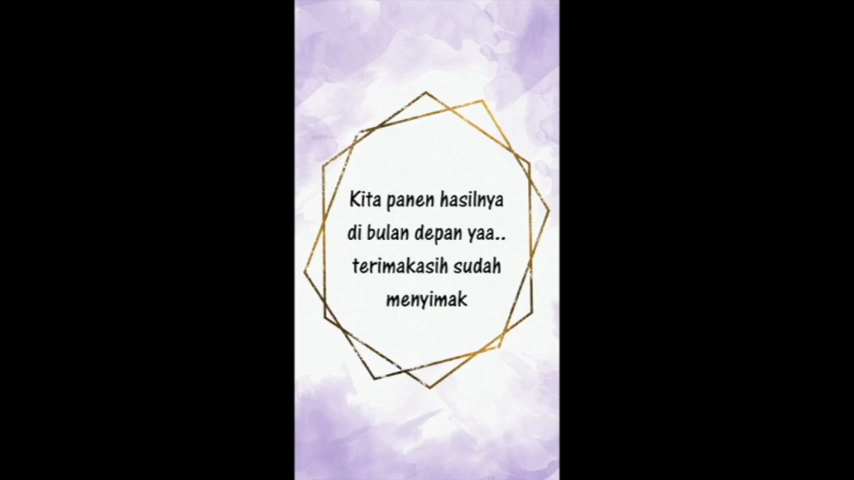 Kita panen hasilnya
di bulan depan yaa..
terimakasih sudah
menyimak